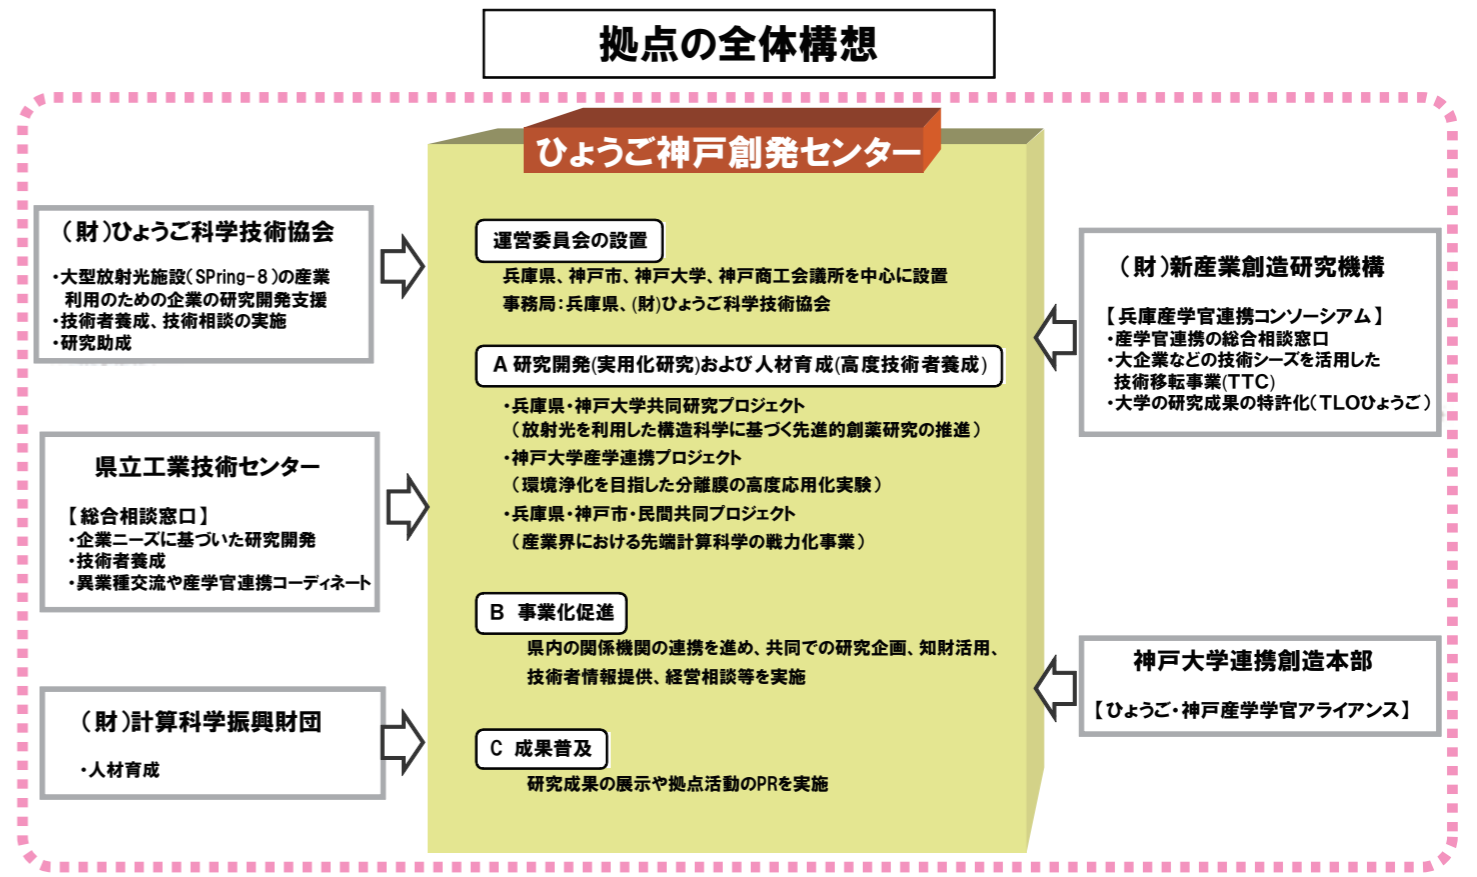 拠点の全体構想
ひょうご神戸創発センター
(財)ひょうご科学技術協会
・大型放射光施設(SPring-8)の産業
利用のための企業の研究開発支援
・技術者養成、技術相談の実施
・研究助成
県立工業技術センター
【総合相談窓口】
・企業ニーズに基づいた研究開発
・技術者養成
・異業種交流や産学官連携コーディネート
(財)計算科学振興財団
・人材育成
運営委員会の設置
兵庫県、神戸市、神戸大学、神戸商工会議所を中心に設置
事務局:兵庫県、(財)ひょうご科学技術協会
A 研究開発(実用化研究)および人材育成(高度技術者養成)
・兵庫県・神戸大学共同研究プロジェクト
(放射光を利用した構造科学に基づく先進的創薬研究の推進)
・神戸大学産学連携プロジェクト
(環境浄化を目指した分離膜の高度応用化実験)
・兵庫県・神戸市・民間共同プロジェクト
(産業界における先端計算科学の戦力化事業)
B 事業化促進
県内の関係機関の連携を進め、共同での研究企画、知財活用、
技術者情報提供、経営相談等を実施
C 成果普及
研究成果の展示や拠点活動のPRを実施
(財)新産業創造研究機構
【兵庫産学官連携コンソーシアム】
・産学官連携の総合相談窓口
・大企業などの技術シーズを活用した
技術移転事業(TTC)
・大学の研究成果の特許化(TLOひょうご)
神戸大学連携創造本部
【ひょうご・神戸産学学官アライアンス】